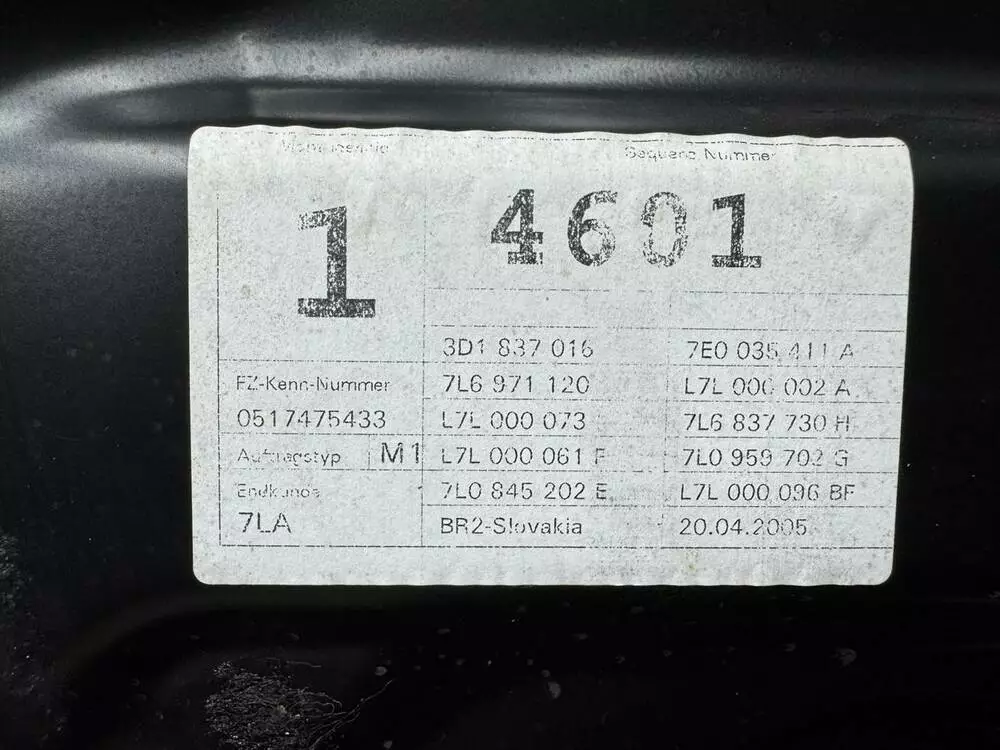 Sequenz Nummer
1
4601
3D1 837 016 7E0 035 411 A
FZ-Kenn-Nummer 7L6 971 120 L7L 000 002 A
0517475433 L7L 000 073 7L6 837 730 H
Auftragstyp M1 L7L 000 061 F 7L0 959 702 G
Endkunde 7L0 845 202 E L7L 000 096 BF
7LA BR2-Slovakia 20.04.2005